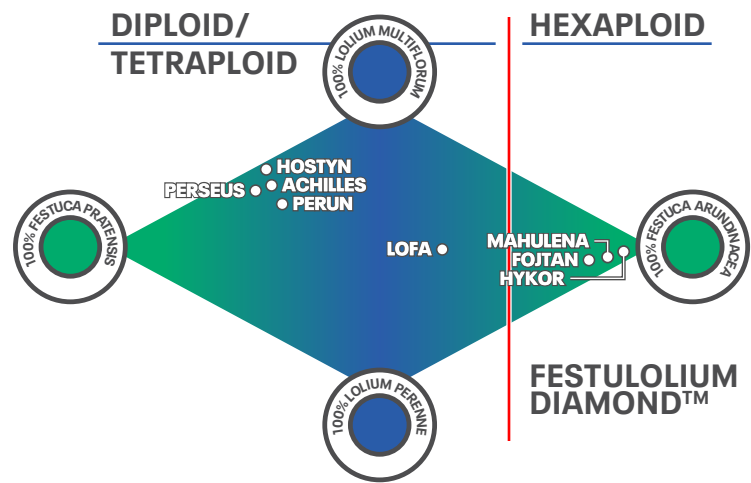 DIPLOID/
TETRAPLOID
HEXAPLOID
100% LOLIUM MULTIFLORUM
HOSTYN
PERSEUS
ACHILLES
PERUN
100% FESTUCA PRATENSIS
LOFA
MAHULENA
FOJTAN
HYKOR
100% FESTUCA ARUNDINACEA
100% LOLIUM PERENNE
FESTULOLIUM
DIAMOND™